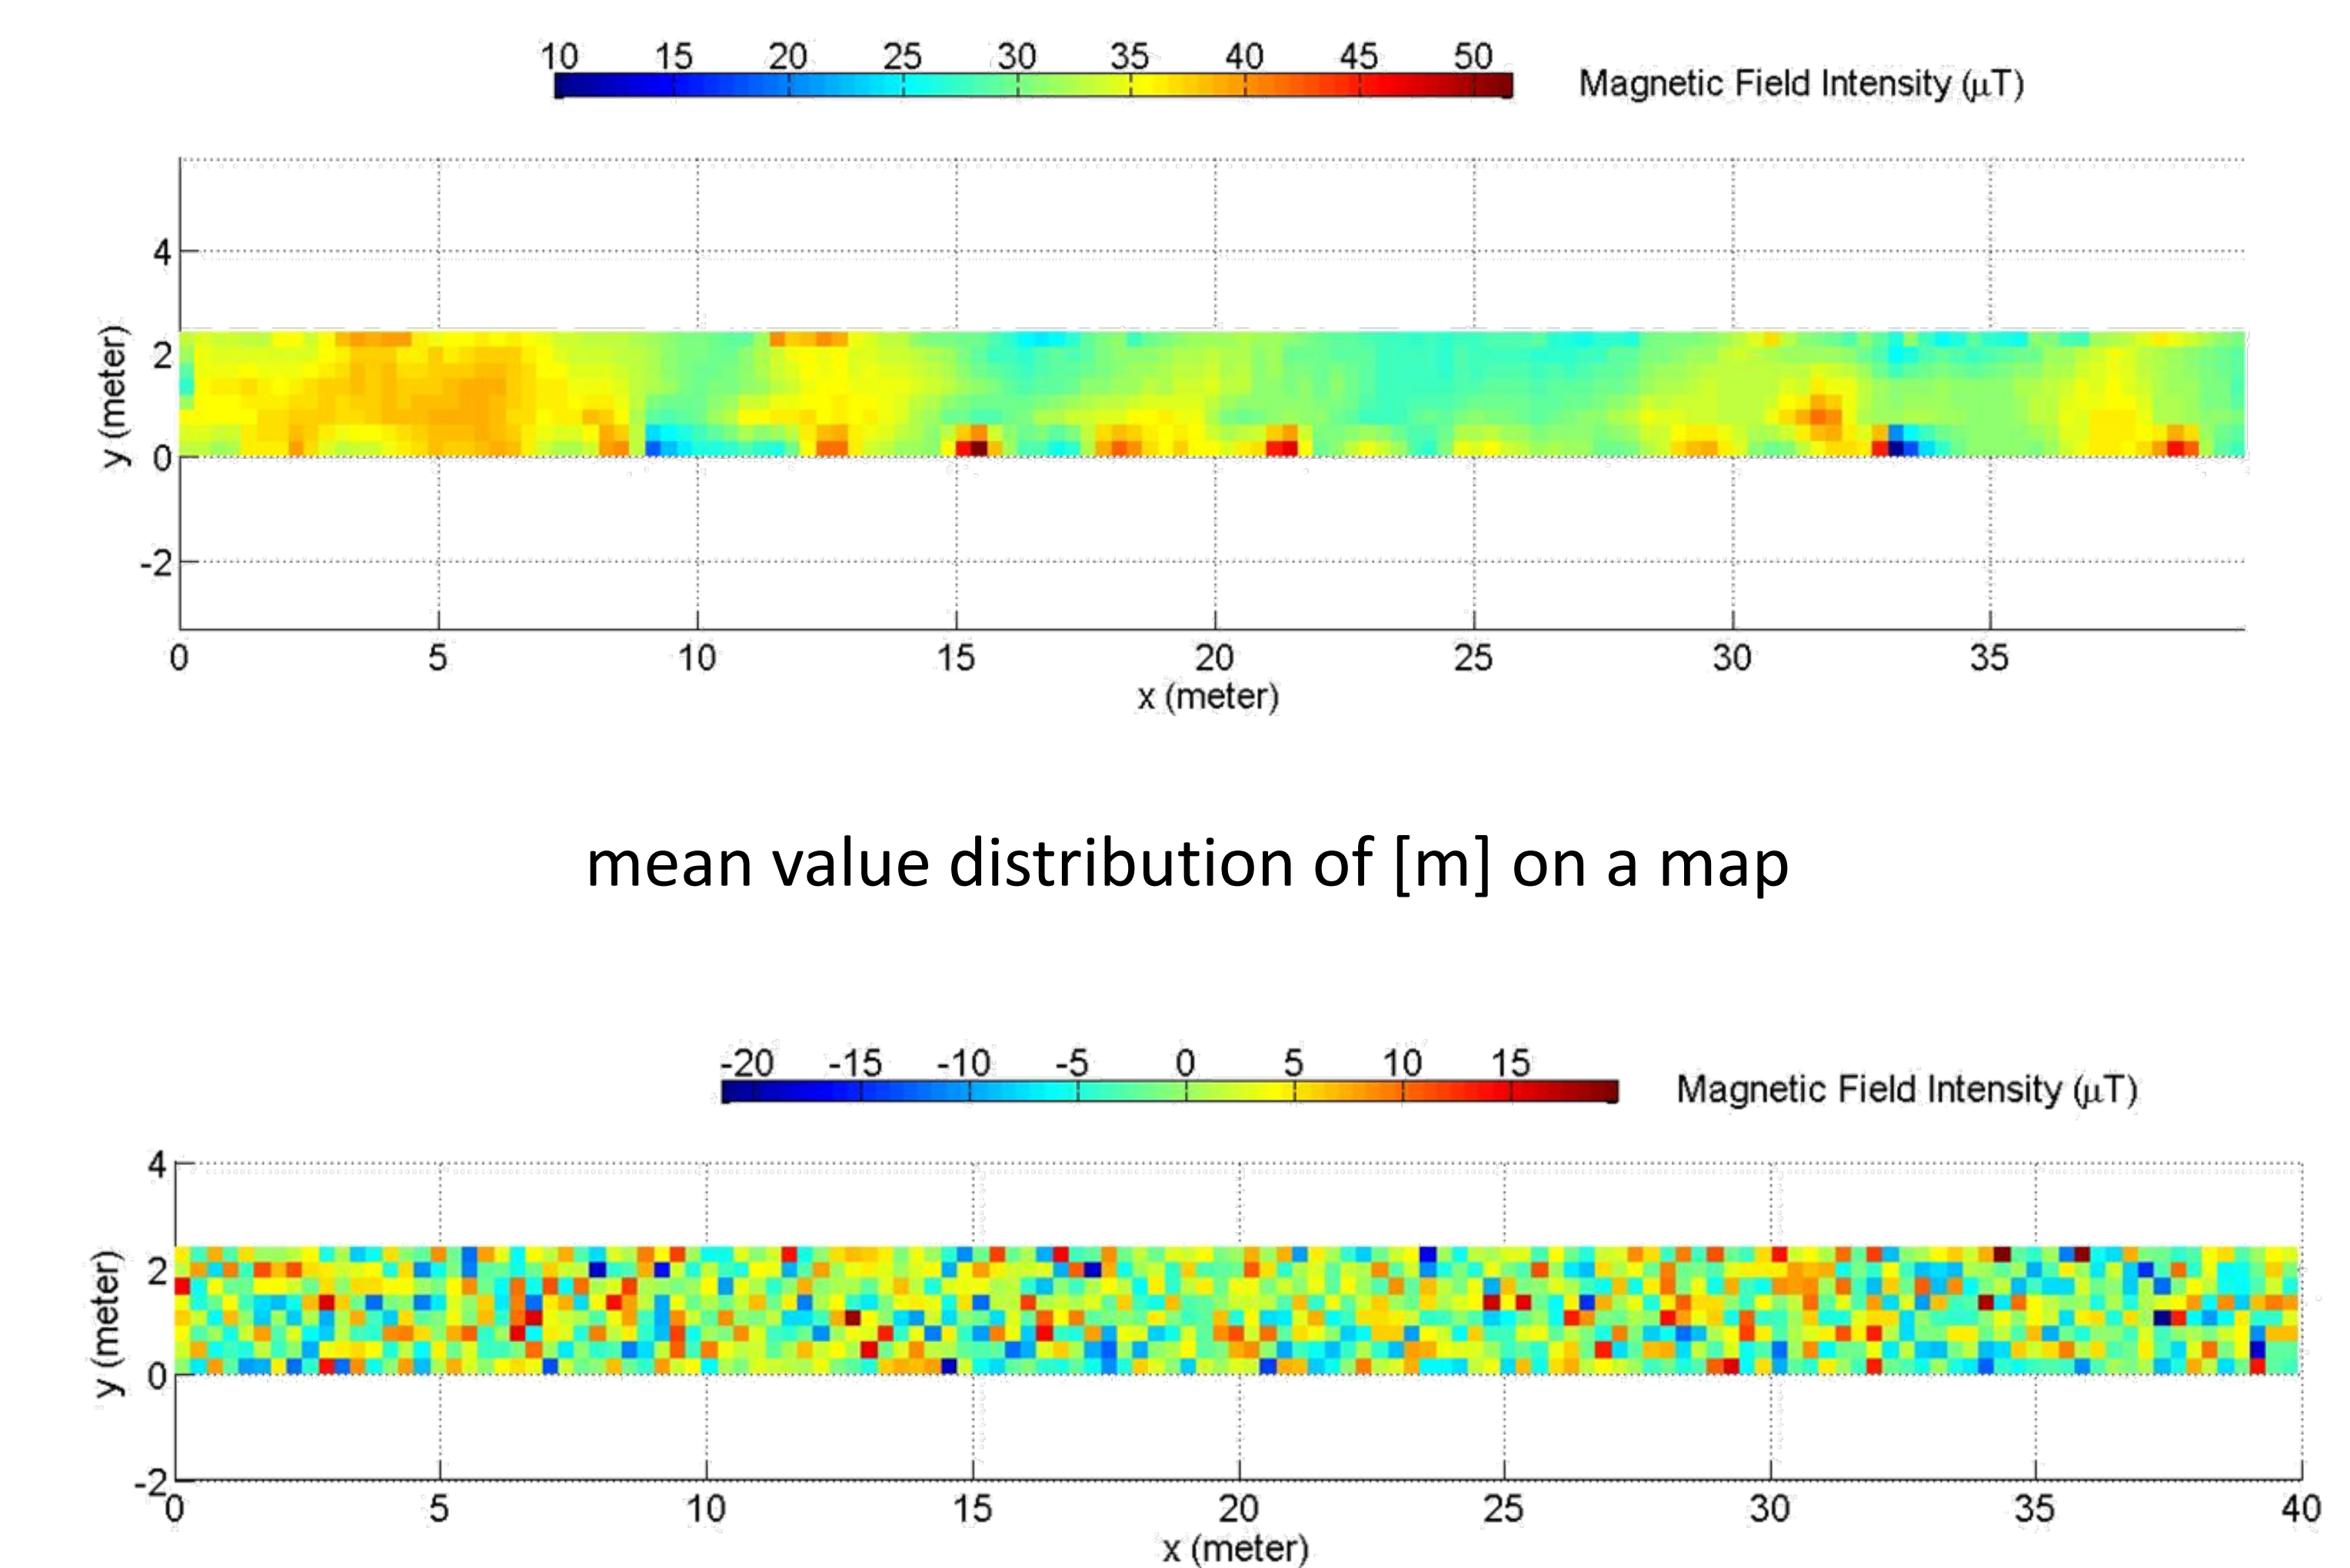 10 15 20 25 30 35 40 45 50
Magnetic Field Intensity (μT)
4
2
0
-2
y (meter)
0 5 10 15 20 25 30 35
x (meter)
mean value distribution of [m] on a map
-20 -15 -10 -5 0 5 10 15
Magnetic Field Intensity (μT)
4
2
0
-2
y (meter)
0 5 10 15 20 25 30 35 40
x (meter)